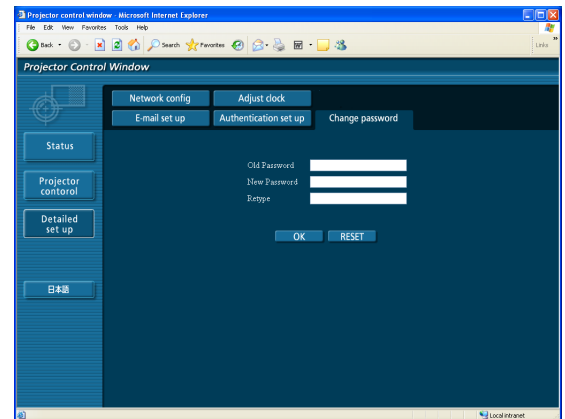 Projector control window - Microsoft Internet Explorer
File Edit View Favorites Tools Help
Back Search Favorites Links
Projector Control Window
Network config Adjust clock
E-mail set up Authentication set up Change password
Status
Projector
contorol
Detailed
set up
日本語
Old Password
New Password
Retype
OK RESET
Local intranet